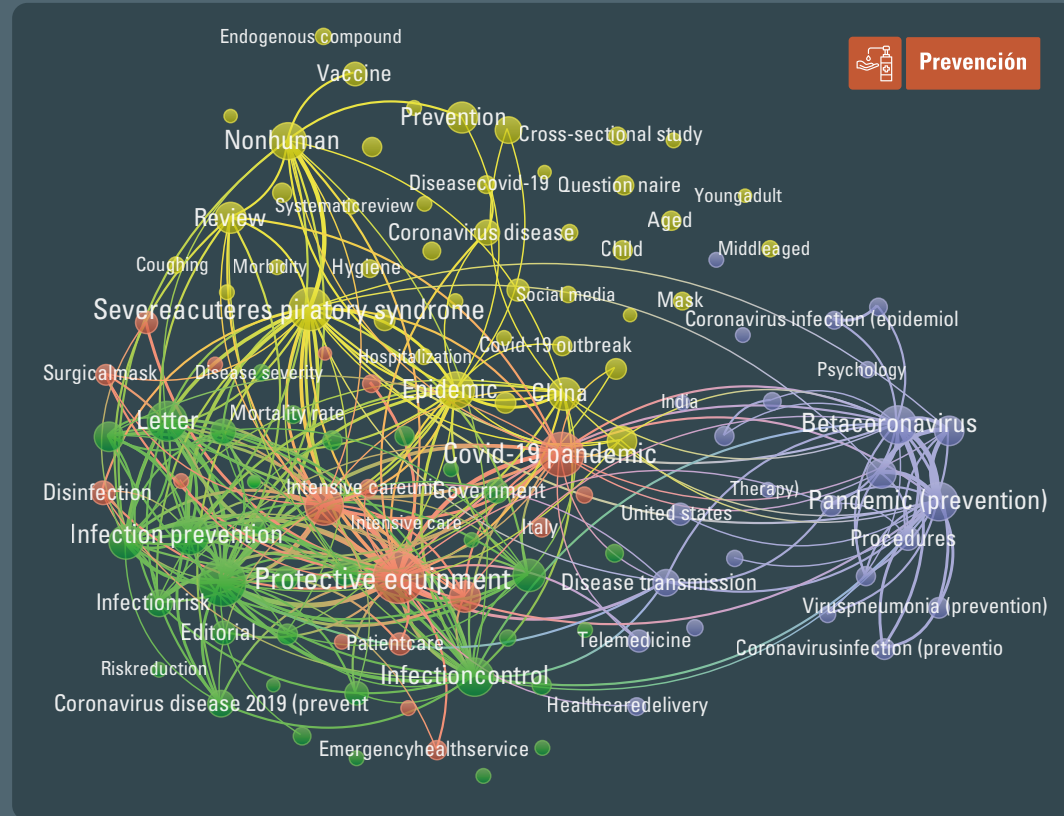 Endogenous compound
Prevención
Vaccine
Prevention
Nonhuman
Cross-sectional study
Diseasecovid-19
Question naire
Youngadult
Systematicreview
Review
Aged
Coronavirus disease
Child
Middleaged
Coughing
Morbidity
Hygiene
Social media
Mask
Severeacuteres piratory syndrome
Coronavirus infection (epidemiol
Covid-19 outbreak
Hospitalization
Surgicalmask
Disease severity
Psychology
Epidemic
China
India
Letter
Mortality rate
Betacoronavirus
Covid-19 pandemic
Intensive careunit
Government
Therapy)
Disinfection
Pandemic (prevention)
United states
Intensive care
Italy
Infection prevention
Procedures
Protective equipment
Disease transmission
Infectionrisk
Viruspneumonia (prevention)
Editorial
Patientcare
Telemedicine
Coronavirusinfection (preventio
Riskreduction
Infectioncontrol
Coronavirus disease 2019 (prevent
Healthcaredelivery
Emergencyhealthservice